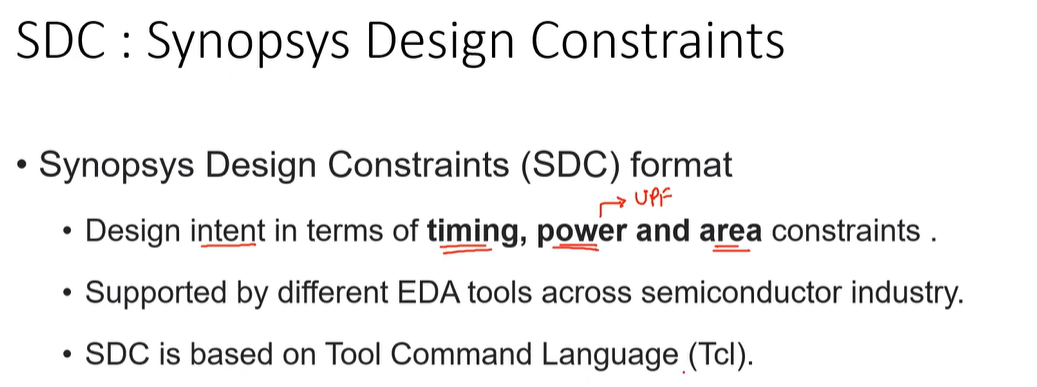 SDC : Synopsys Design Constraints
• Synopsys Design Constraints (SDC) format
UPF
• Design intent in terms of timing, power and area constraints .
• Supported by different EDA tools across semiconductor industry.
• SDC is based on Tool Command Language (Tcl).